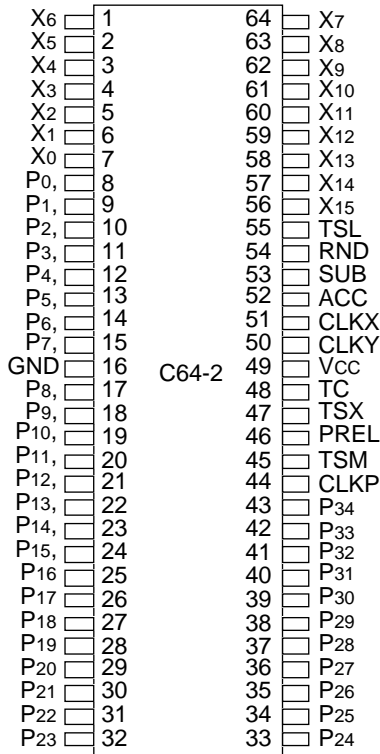 X6 1 64 X7
X5 2 63 X8
X4 3 62 X9
X3 4 61 X10
X2 5 60 X11
X1 6 59 X12
X0 7 58 X13
P0, 8 57 X14
P1, 9 56 X15
P2, 10 55 TSL
P3, 11 54 RND
P4, 12 53 SUB
P5, 13 52 ACC
P6, 14 51 CLKX
P7, 15 50 CLKY
GND 16 C64-2 49 VCC
P8, 17 48 TC
P9, 18 47 TSX
P10, 19 46 PREL
P11, 20 45 TSM
P12, 21 44 CLKP
P13, 22 43 P34
P14, 23 42 P33
P15, 24 41 P32
P16 25 40 P31
P17 26 39 P30
P18 27 38 P29
P19 28 37 P28
P20 29 36 P27
P21 30 35 P26
P22 31 34 P25
P23 32 33 P24